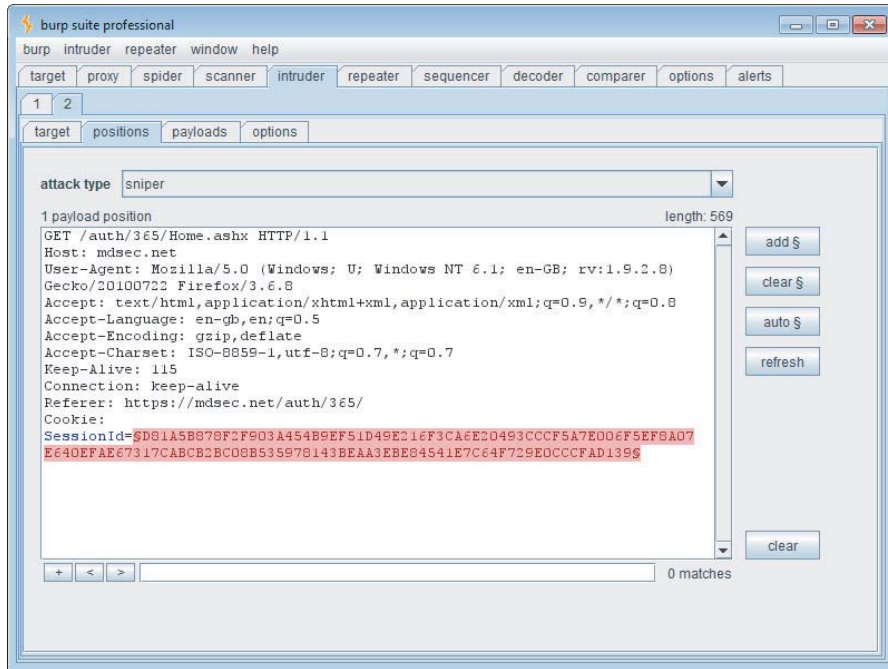 burp suite professional
burp intruder repeater window help
target proxy spider scanner intruder repeater sequencer decoder comparer options alerts
1 2
target positions payloads options
attack type sniper
1 payload position length: 569
GET /auth/365/Home.ashx HTTP/1.1
Host: mdsec.net
User-Agent: Mozilla/5.0 (Windows; U; Windows NT 6.1; en-GB; rv:1.9.2.8)
Gecko/20100722 Firefox/3.6.8
Accept: text/html,application/xhtml+xml,application/xml;q=0.9,*/*;q=0.8
Accept-Language: en-gb,en;q=0.5
Accept-Encoding: gzip,deflate
Accept-Charset: ISO-8859-1,utf-8;q=0.7,*;q=0.7
Keep-Alive: 115
Connection: keep-alive
Referer: https://mdsec.net/auth/365/
Cookie:
SessionId=§D81A5B878F2F903A454B9EF51D49E216F3CA6E20493CCCF5A7E006F5EF8A07
E640EFAE67317CABCB2BC08B535978143BEAA3EBE84541E7C64F729E0CCCFAD139§
add §
clear §
auto §
refresh
clear
+ < > 0 matches